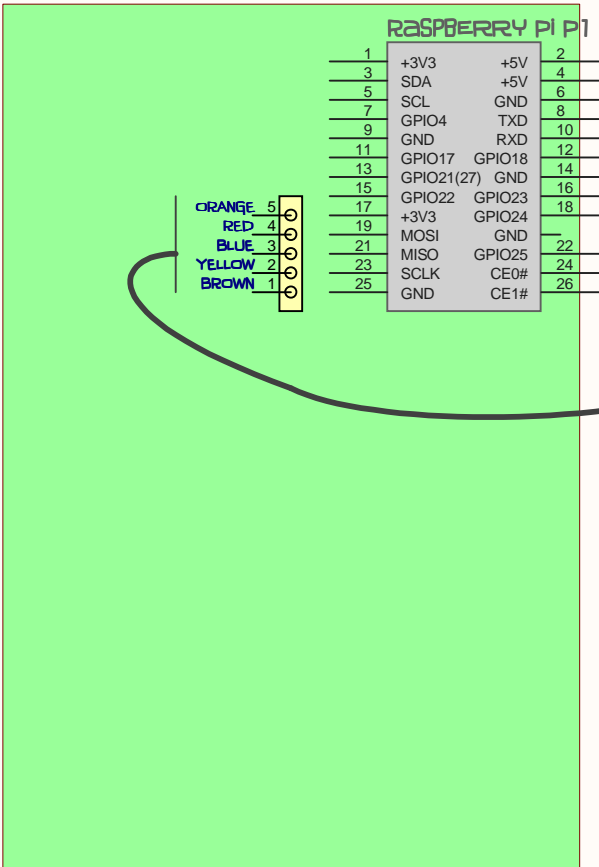 RASPBERRY Pi P1
1 +3V3 +5V 2
3 SDA +5V 4
5 SCL GND 6
7 GPIO4 TXD 8
9 GND RXD 10
11 GPIO17 GPIO18 12
13 GPIO21(27) GND 14
15 GPIO22 GPIO23 16
17 +3V3 GPIO24 18
19 MOSI GND
21 MISO GPIO25 22
23 SCLK CE0# 24
25 GND CE1# 26
ORANGE 5
RED 4
BLUE 3
YELLOW 2
BROWN 1